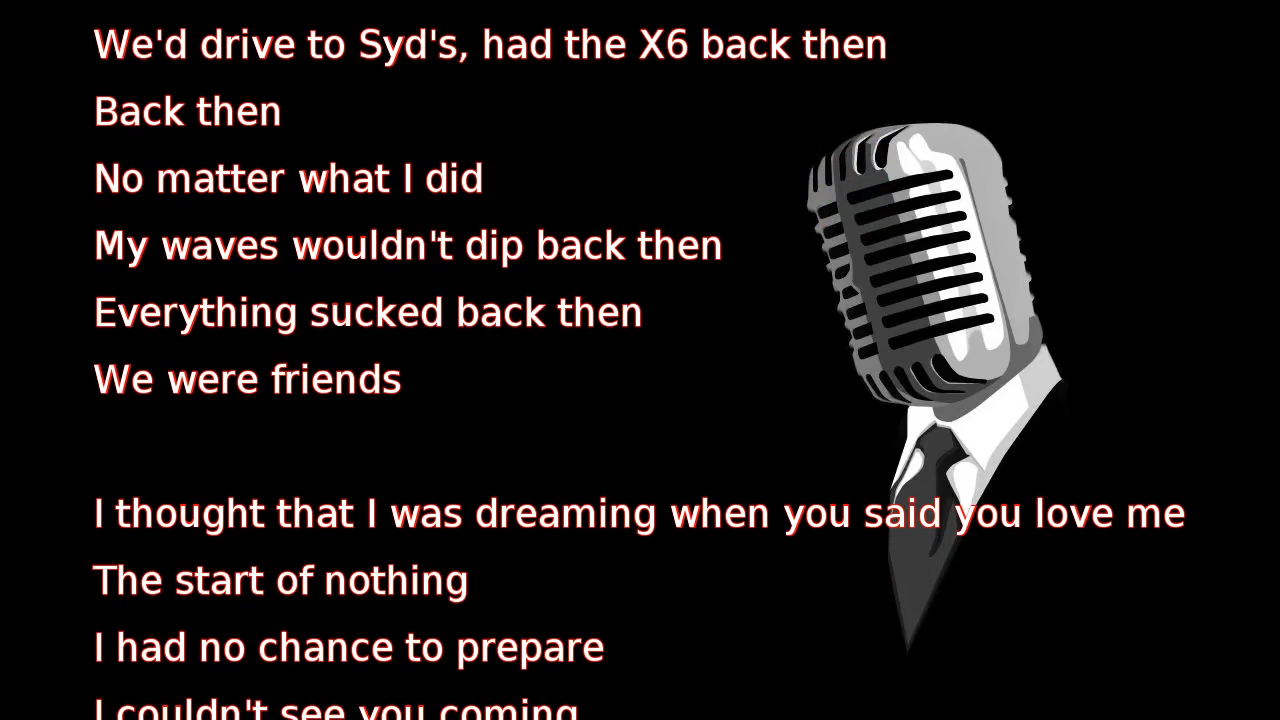 We'd drive to Syd's, had the X6 back then
Back then
No matter what I did
My waves wouldn't dip back then
Everything sucked back then
We were friends
I thought that I was dreaming when you said you love me
The start of nothing
I had no chance to prepare
I couldn't see you coming